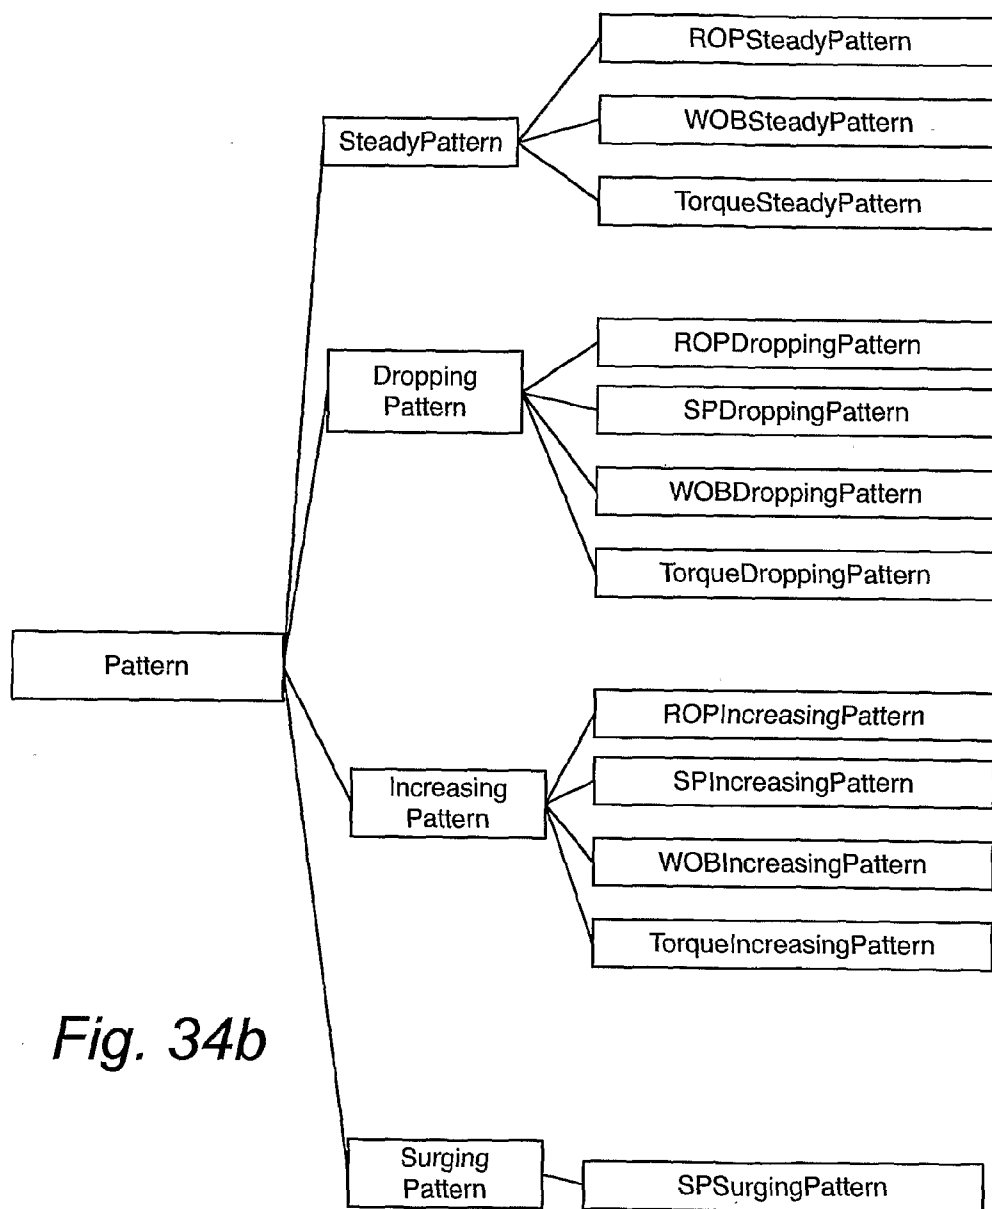 ROPSteadyPattern
WOBSteadyPattern
SteadyPattern
TorqueSteadyPattern
ROPDroppingPattern
Dropping
Pattern
SPDroppingPattern
WOBDroppingPattern
TorqueDroppingPattern
Pattern
ROPIncreasingPattern
SPIncreasingPattern
Increasing
Pattern
WOBIncreasingPattern
TorqueIncreasingPattern
Fig. 34b
Surging
Pattern
SPSurgingPattern